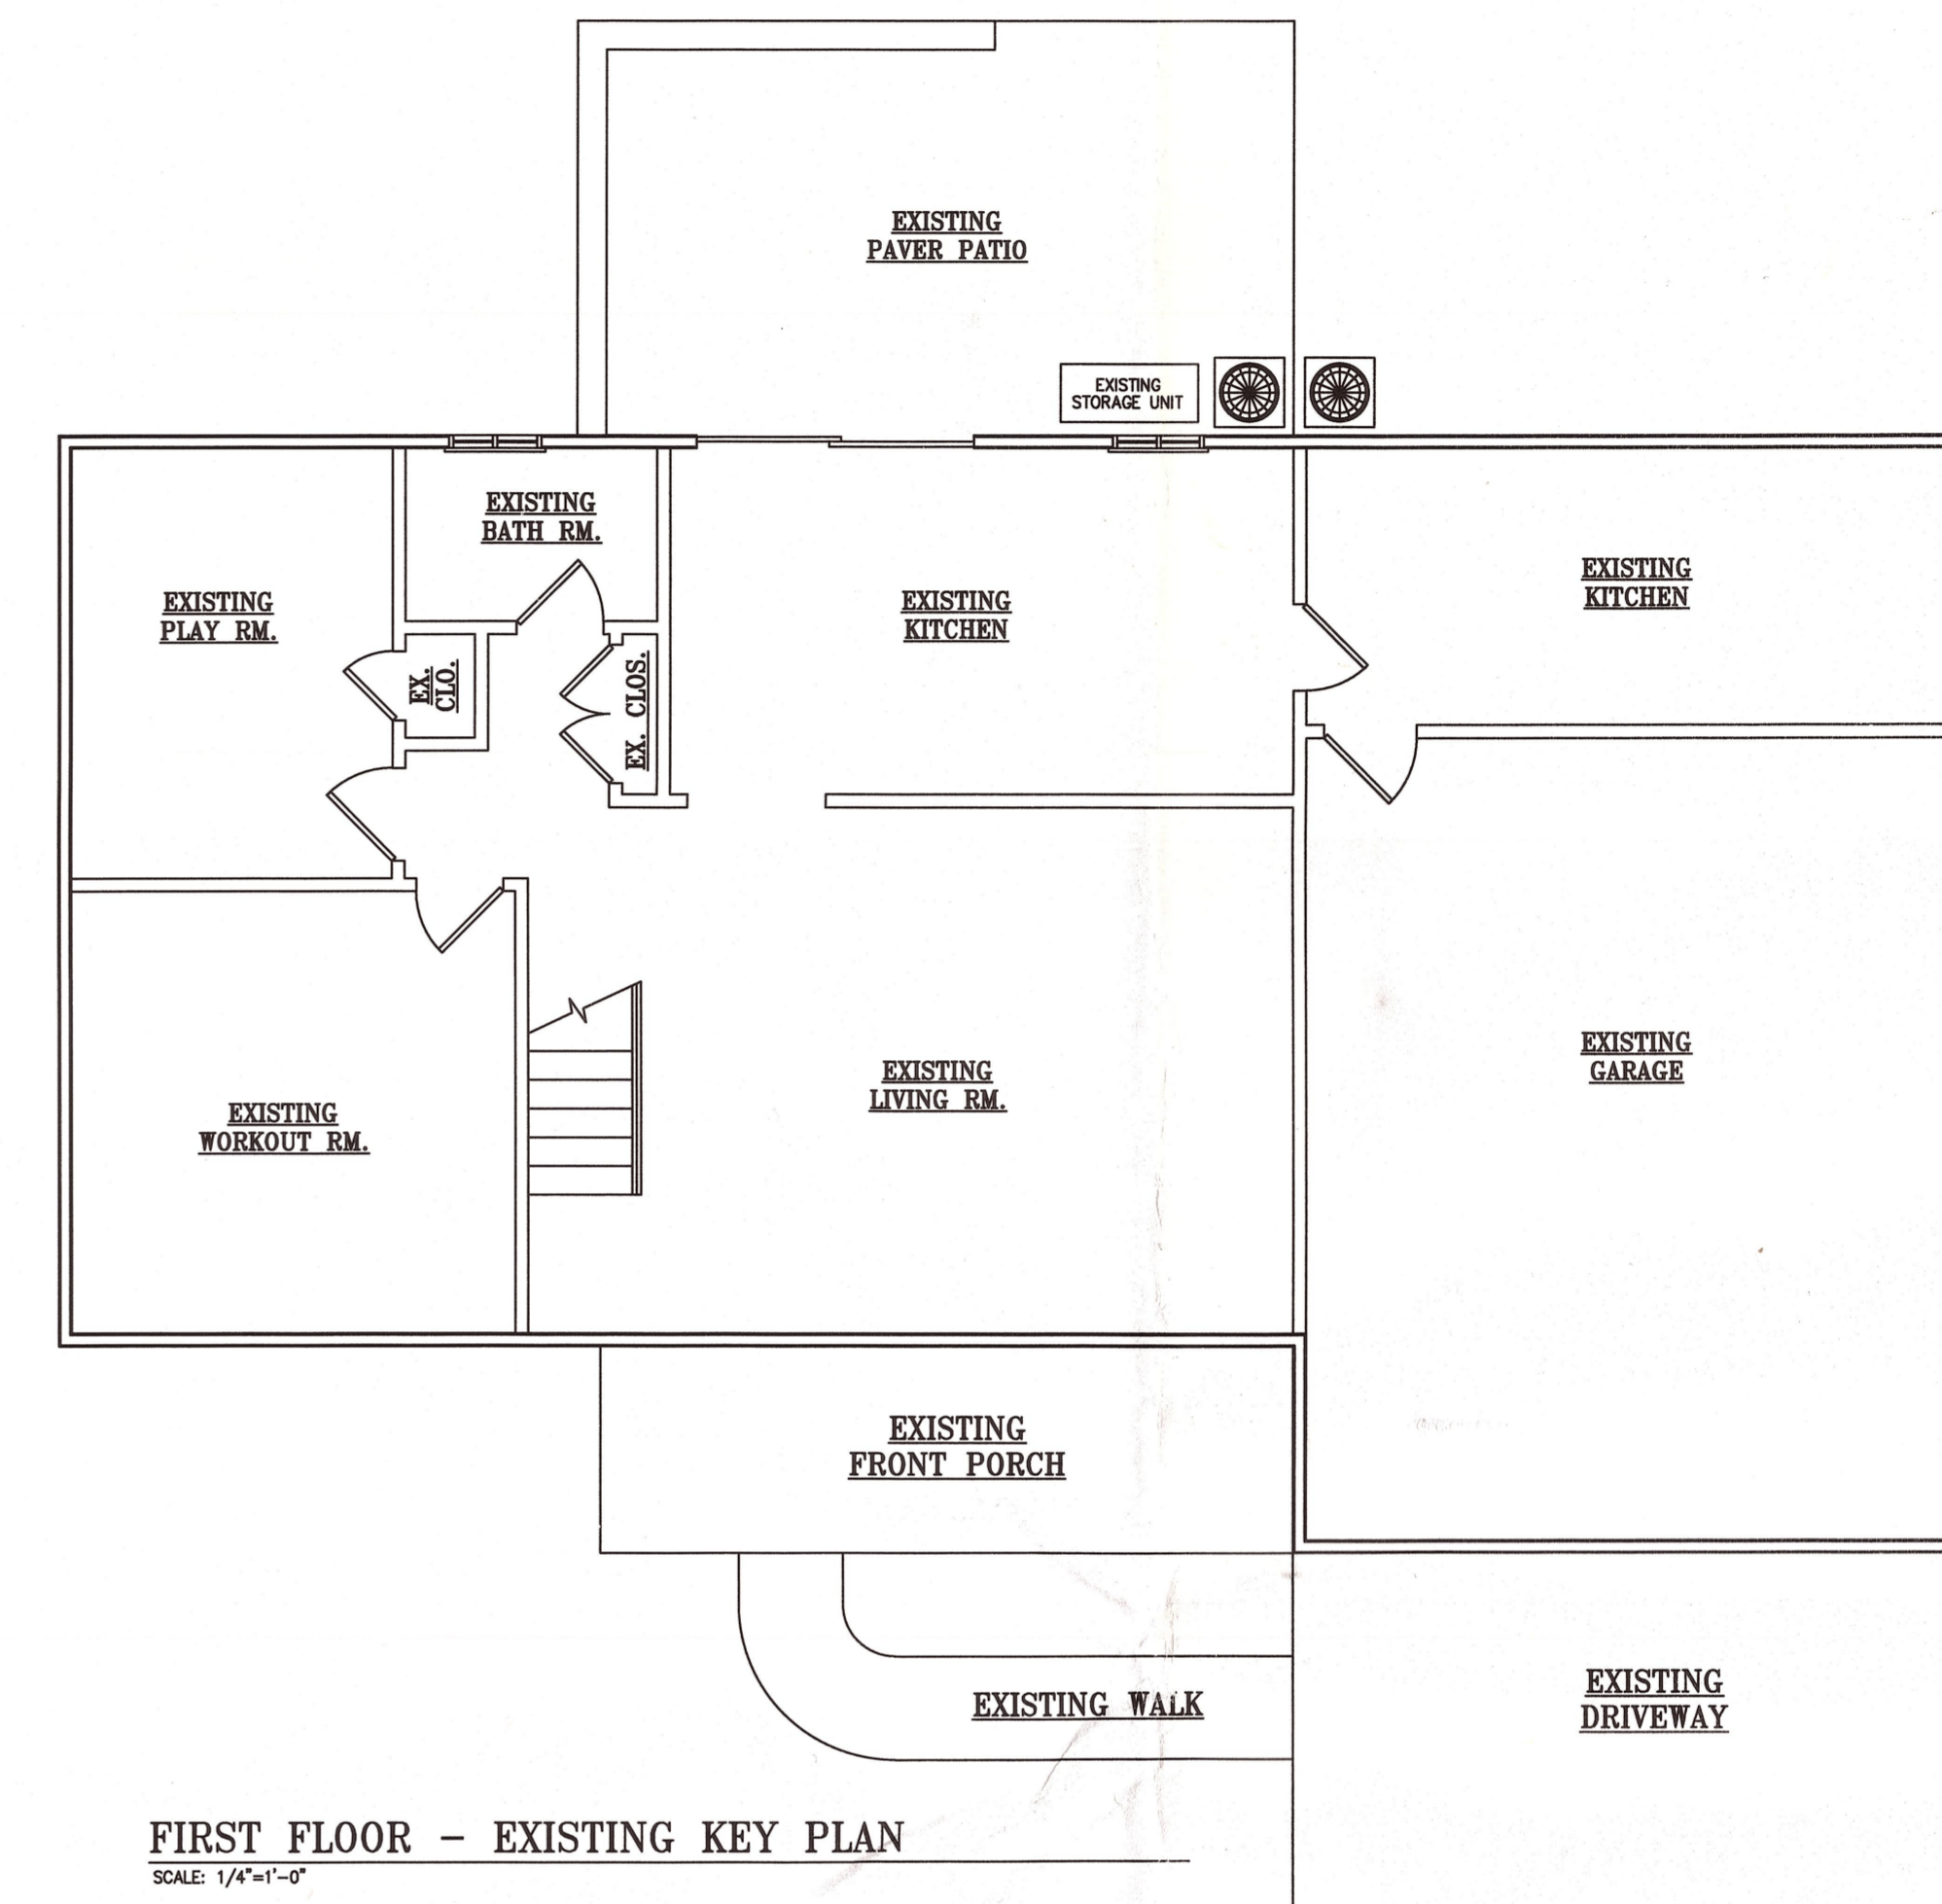 EXISTING
PAVER PATIO
EXISTING
STORAGE UNIT
EXISTING
BATH RM.
EXISTING
PLAY RM.
EX.
CLO.
EX. CLOS.
EXISTING
KITCHEN
EXISTING
KITCHEN
EXISTING
WORKOUT RM.
EXISTING
LIVING RM.
EXISTING
GARAGE
EXISTING
FRONT PORCH
EXISTING WALK
EXISTING
DRIVEWAY
FIRST FLOOR - EXISTING KEY PLAN
SCALE: 1/4"=1'-0"